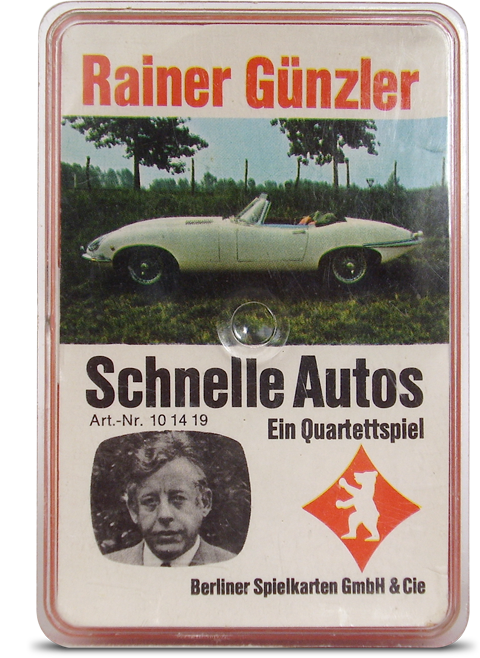 Rainer Günzler
Schnelle Autos
Art.-Nr. 10 14 19
Ein Quartettspiel
Berliner Spielkarten GmbH & Cie